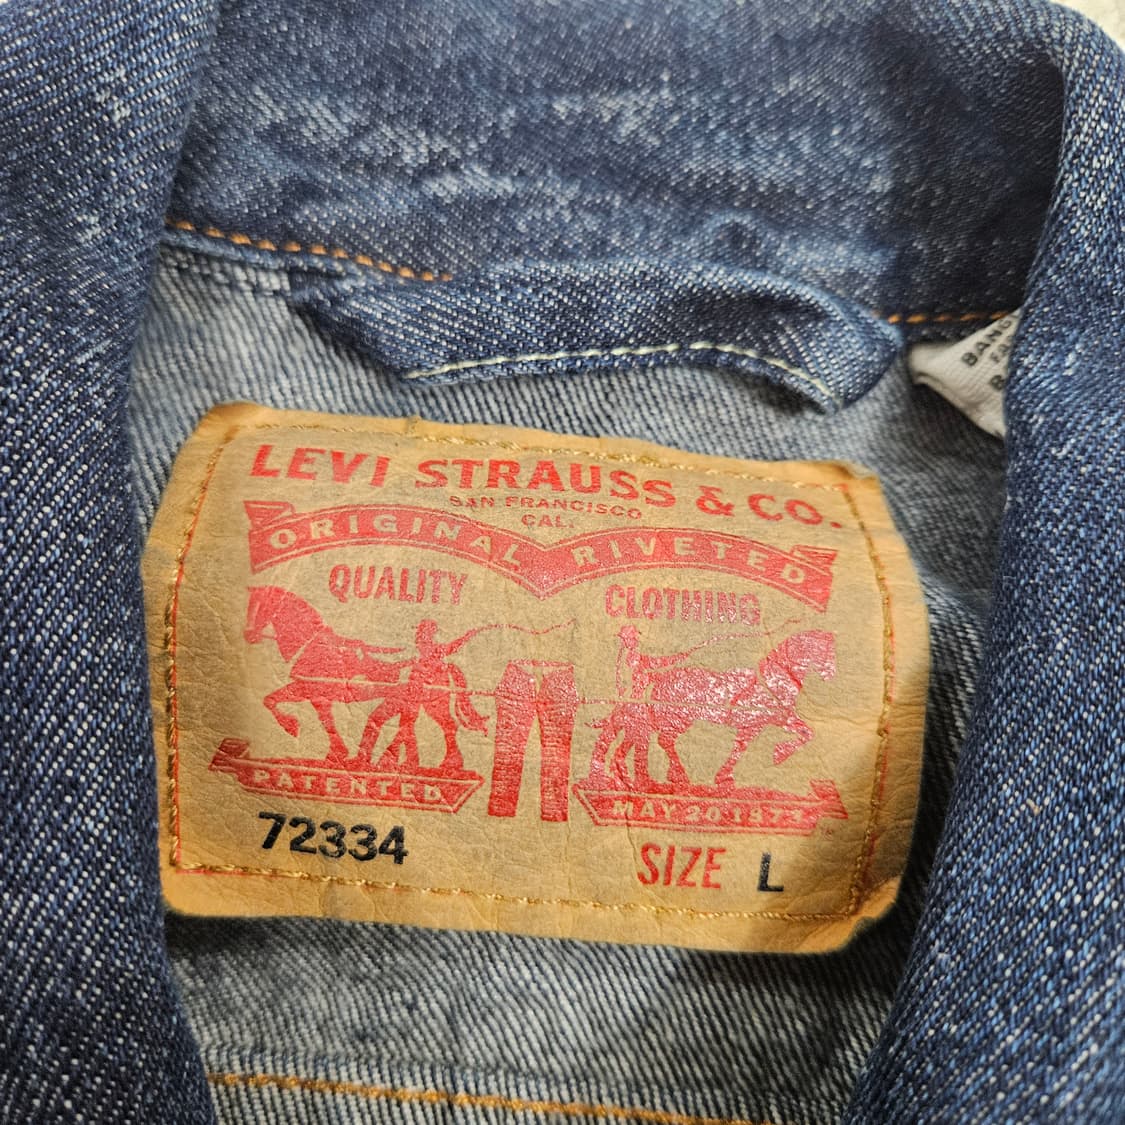 LEVI STRAUSS & CO.
SAN FRANCISCO
CAL.
ORIGINAL RIVETED
QUALITY CLOTHING
PATENTED MAY 20 1873
72334 SIZE L